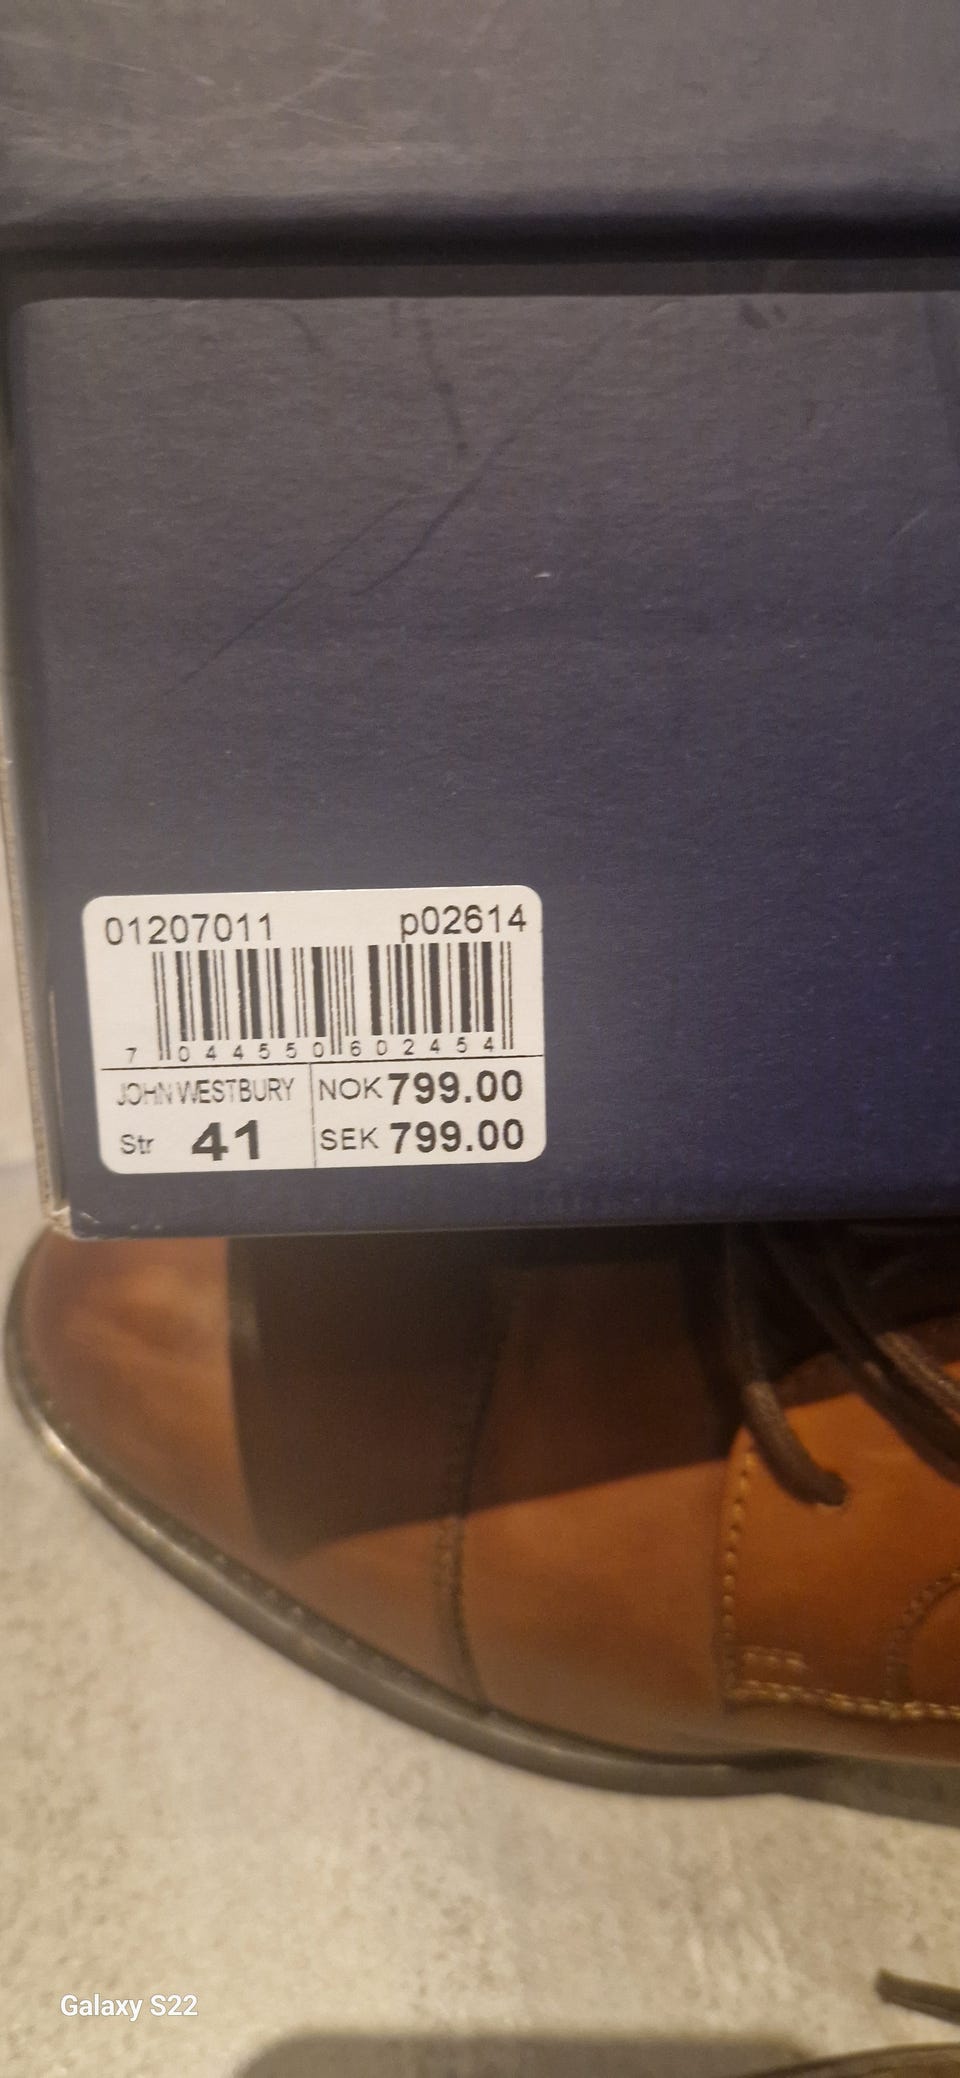 01207011 p02614
7 044550 602454
JOHN WESTBURY NOK 799.00
Str 41 SEK 799.00
Galaxy S22